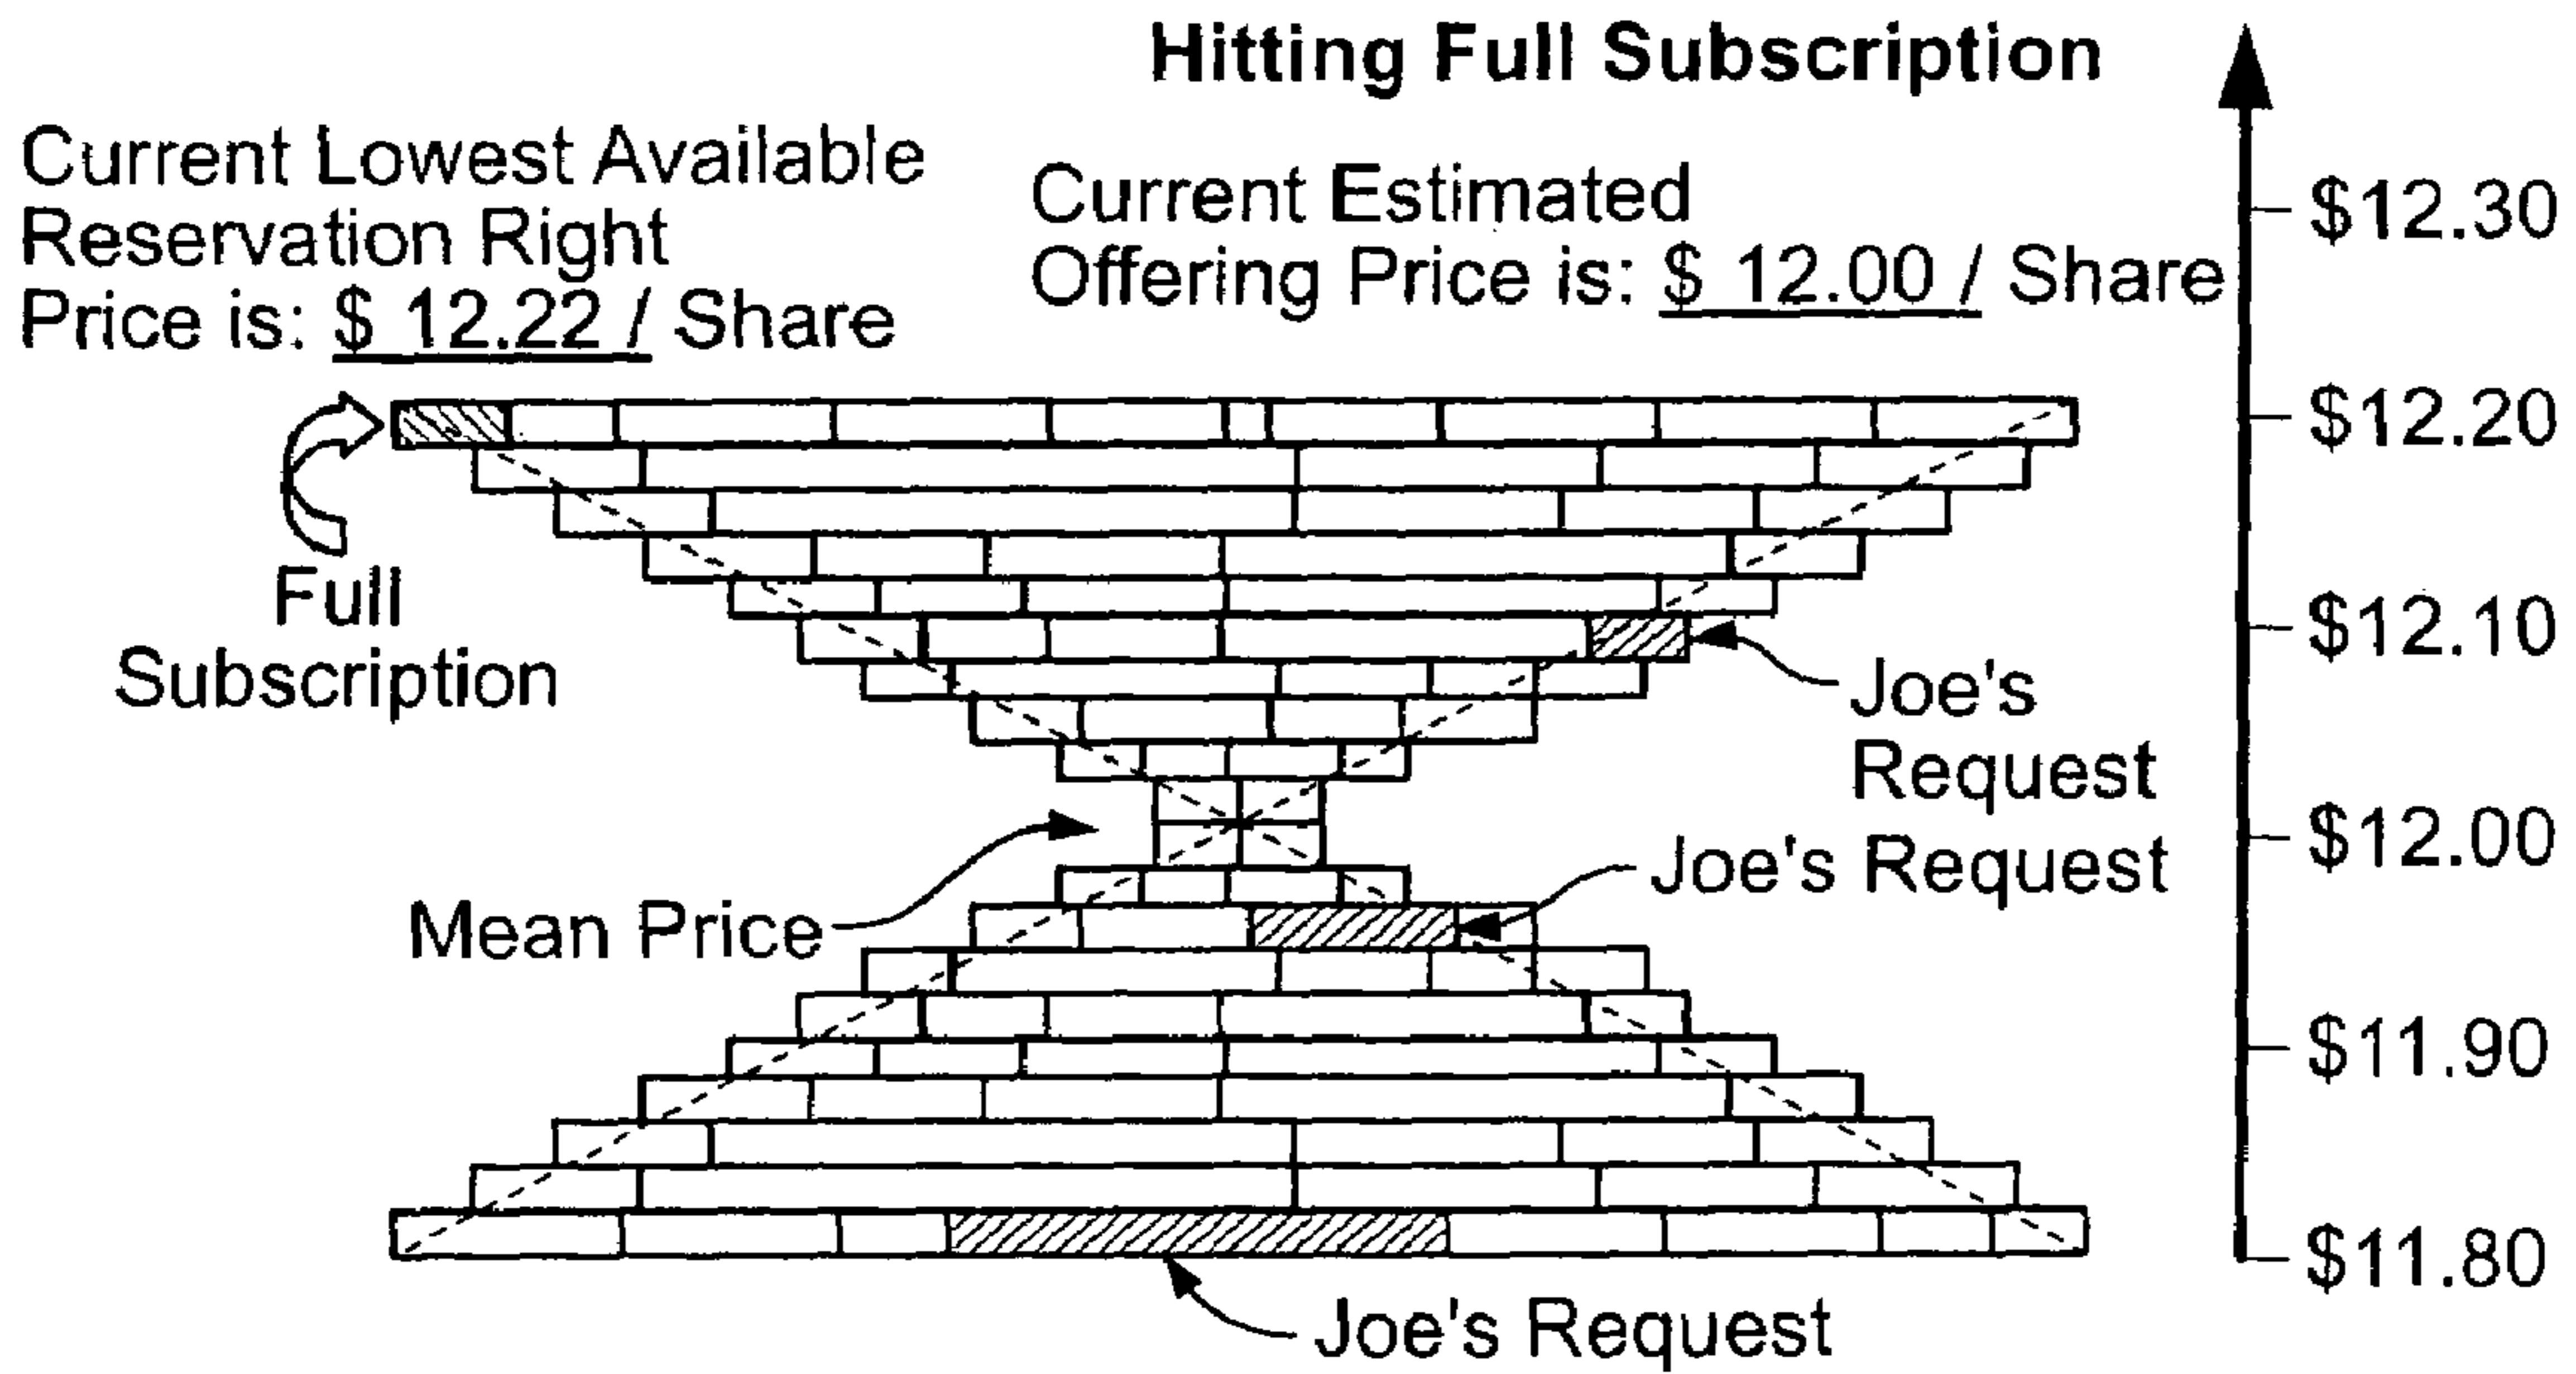 Hitting Full Subscription
Current Lowest Available
Reservation Right
Price is: $ 12.22 / Share
Current Estimated
Offering Price is: $ 12.00 / Share
$12.30
$12.20
$12.10
$12.00
$11.90
$11.80
Full
Subscription
Joe's
Request
Joe's Request
Mean Price
Joe's Request